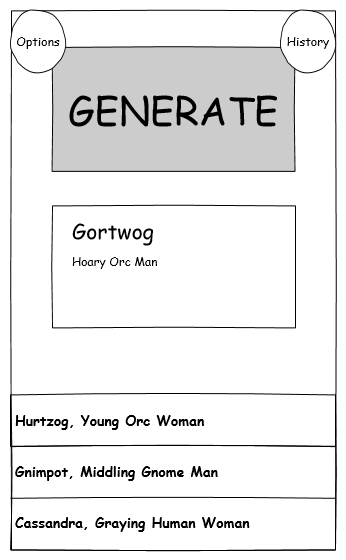 Options
History
GENERATE
Gortwog
Hoary Orc Man
Hurtzog, Young Orc Woman
Gnimpot, Middling Gnome Man
Cassandra, Graying Human Woman